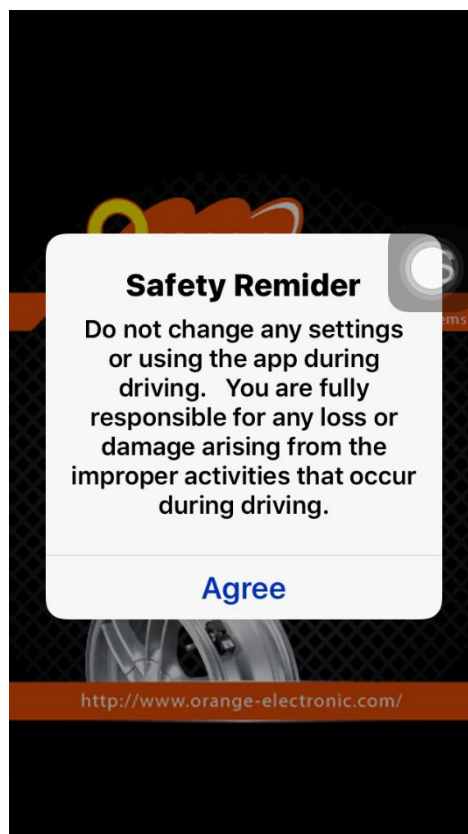 Safety Remider
Do not change any settings
or using the app during
driving. You are fully
responsible for any loss or
damage arising from the
improper activities that occur
during driving.
Agree
S
ems
http://www.orange-electronic.com/